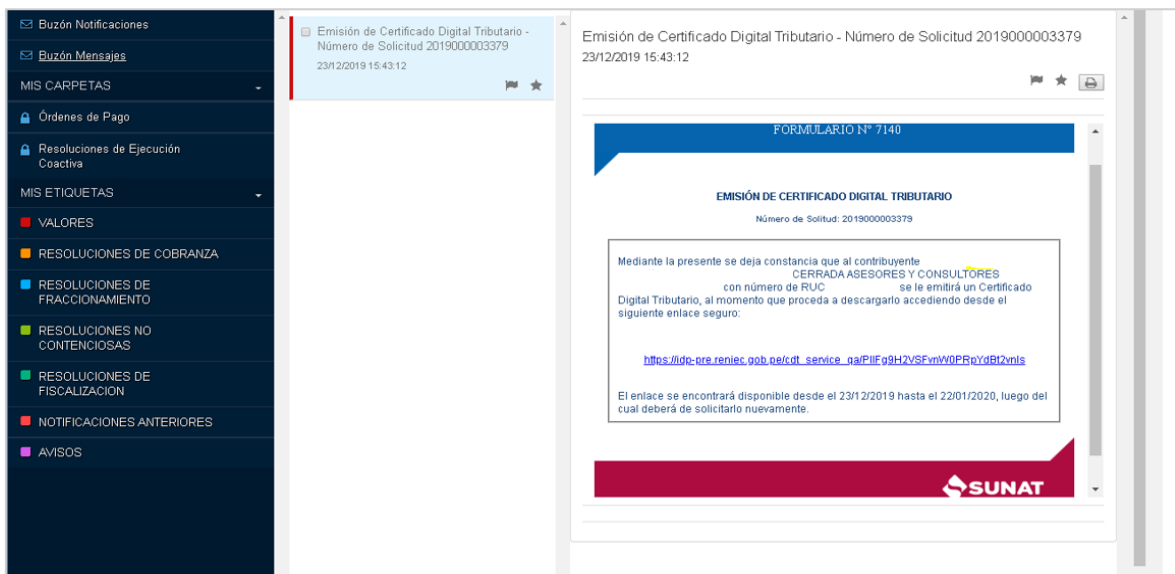 Buzón Notificaciones
Buzón Mensajes
MIS CARPETAS
Órdenes de Pago
Resoluciones de Ejecución
Coactiva
MIS ETIQUETAS
VALORES
RESOLUCIONES DE COBRANZA
RESOLUCIONES DE
FRACCIONAMIENTO
RESOLUCIONES NO
CONTENCIOSAS
RESOLUCIONES DE
FISCALIZACION
NOTIFICACIONES ANTERIORES
AVISOS
Emisión de Certificado Digital Tributario -
Número de Solicitud 2019000003379
23/12/2019 15:43:12
Emisión de Certificado Digital Tributario - Número de Solicitud 2019000003379
23/12/2019 15:43:12
FORMULARIO Nº 7140
EMISIÓN DE CERTIFICADO DIGITAL TRIBUTARIO
Número de Solitud: 2019000003379
Mediante la presente se deja constancia que al contribuyente
CERRADA ASESORES Y CONSULTORES
con número de RUC se le emitirá un Certificado
Digital Tributario, al momento que proceda a descargarlo accediendo desde el
siguiente enlace seguro:
https://idp-pre.reniec.gob.pe/cdt_service_qa/PIlFg9H2VSFvnW0PRpYdBt2vnIs
El enlace se encontrará disponible desde el 23/12/2019 hasta el 22/01/2020, luego del
cual deberá de solicitarlo nuevamente.
SUNAT